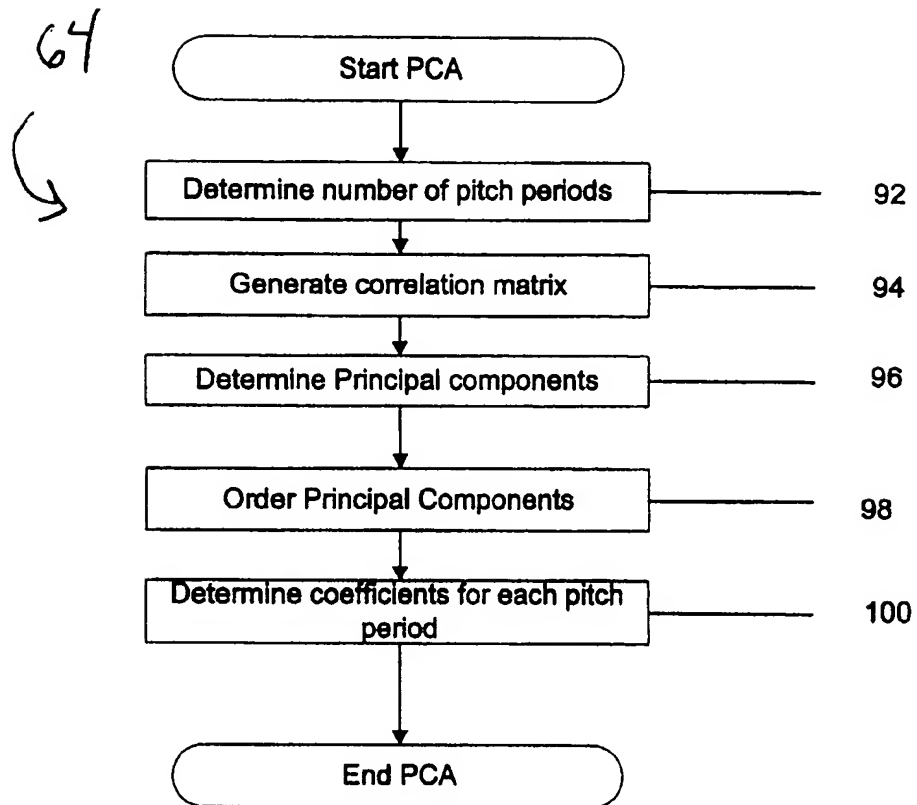 64
Start PCA
Determine number of pitch periods
92
Generate correlation matrix
94
Determine Principal components
96
Order Principal Components
98
Determine coefficients for each pitch
period
100
End PCA